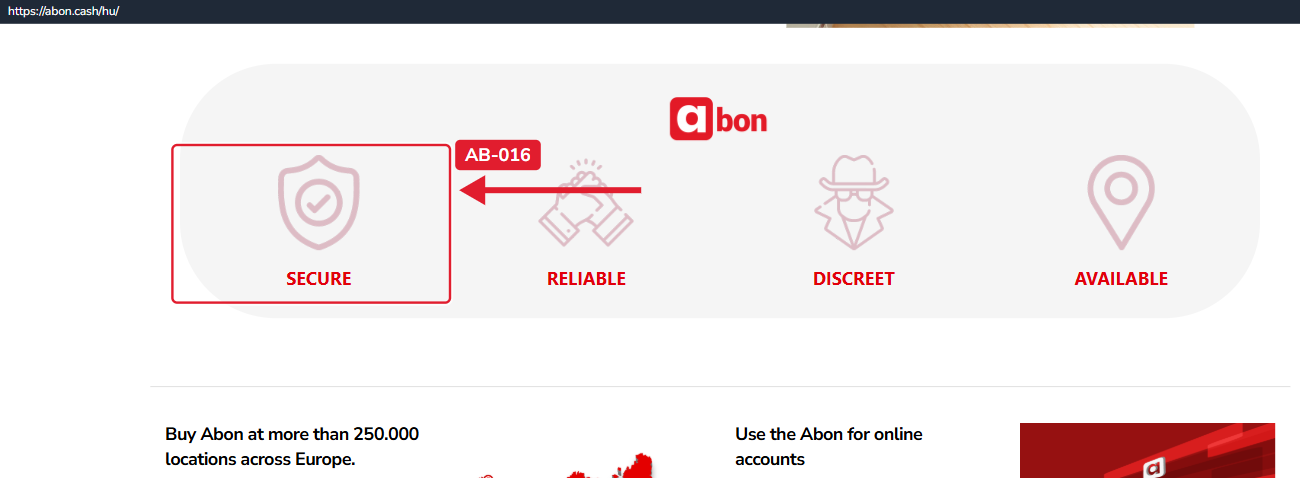 https://abon.cash/hu/
abon
AB-016
SECURE
RELIABLE
DISCREET
AVAILABLE
Buy Abon at more than 250.000
locations across Europe.
Use the Abon for online
accounts
a